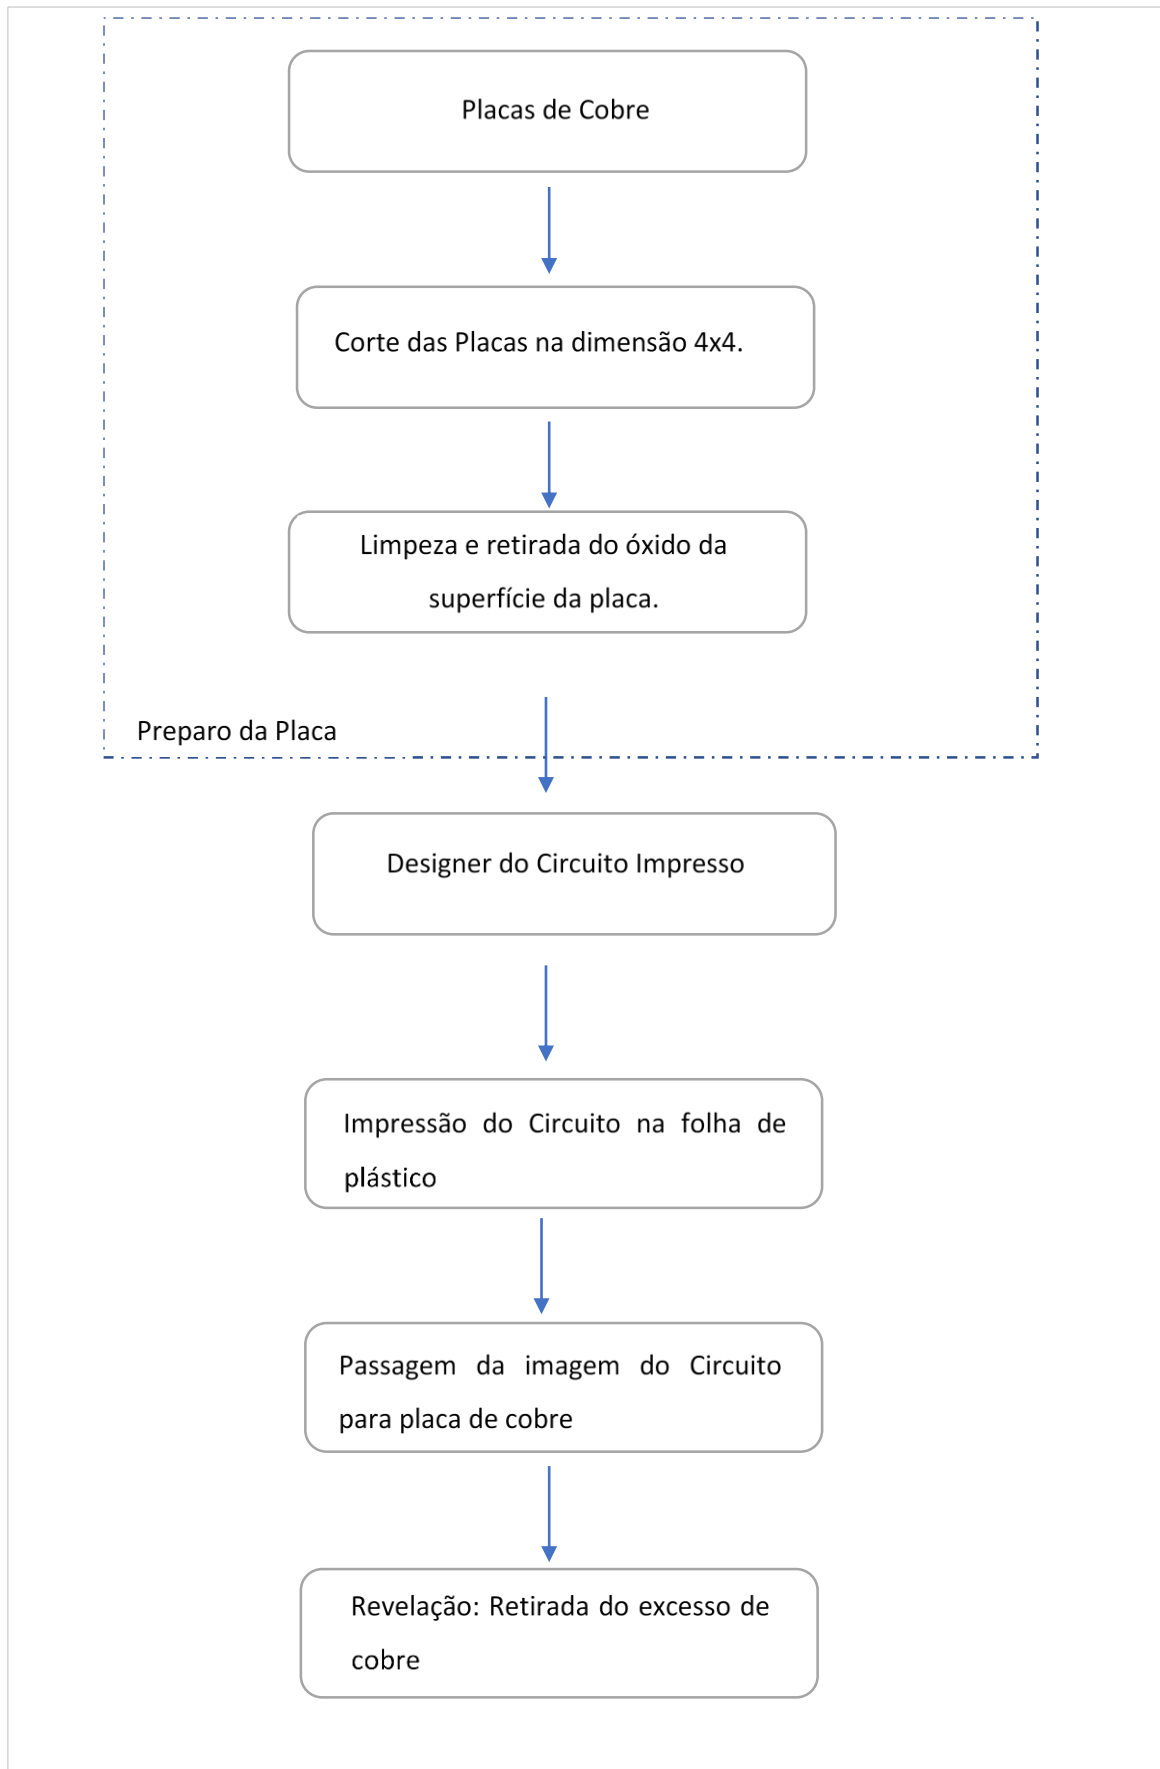 Placas de Cobre
Corte das Placas na dimensão 4x4.
Limpeza e retirada do óxido da
superfície da placa.
Preparo da Placa
Designer do Circuito Impresso
Impressão do Circuito na folha de
plástico
Passagem da imagem do Circuito
para placa de cobre
Revelação: Retirada do excesso de
cobre